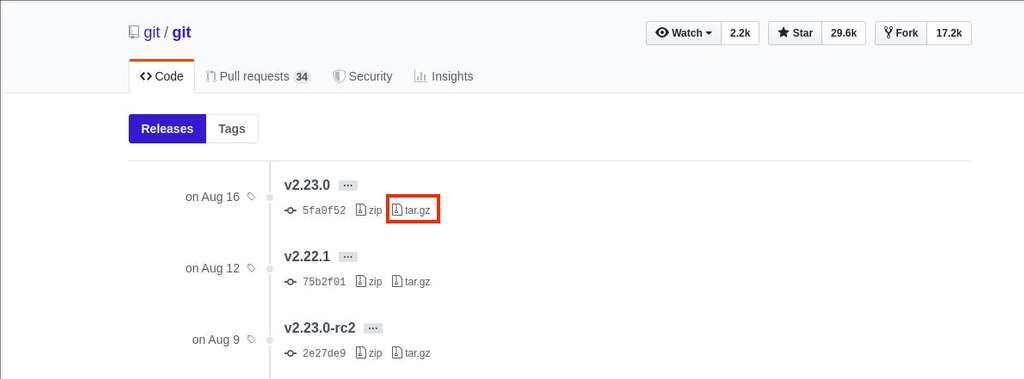 git / git
Watch 2.2k Star 29.6k Fork 17.2k
Code Pull requests 34 Security Insights
Releases Tags
v2.23.0 ...
on Aug 16
5fa0f52 zip tar.gz
v2.22.1 ...
on Aug 12
75b2f01 zip tar.gz
v2.23.0-rc2 ...
on Aug 9
2e27de9 zip tar.gz